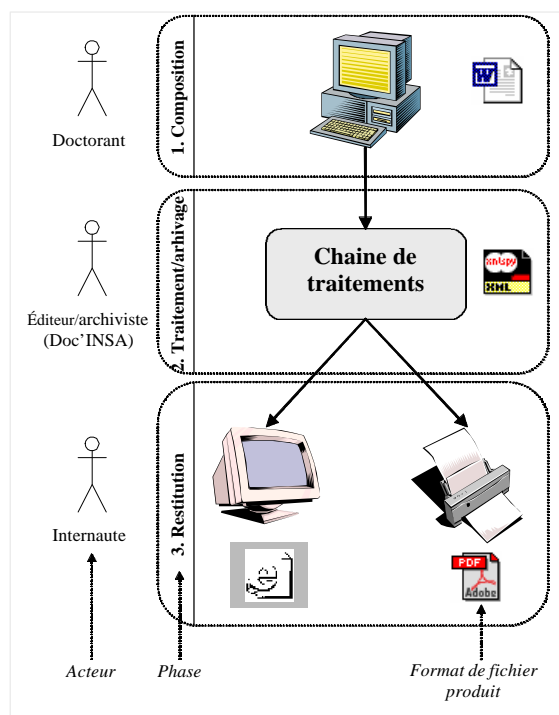 Doctorant
1. Composition
W
Éditeur/archiviste
(Doc'INSA)
2. Traitement/arhivage
Chaine de
traitements
xmlspy
XML
Internaute
3. Restitution
e
PDF
Adobe
Acteur
Phase
Format de fichier
produit